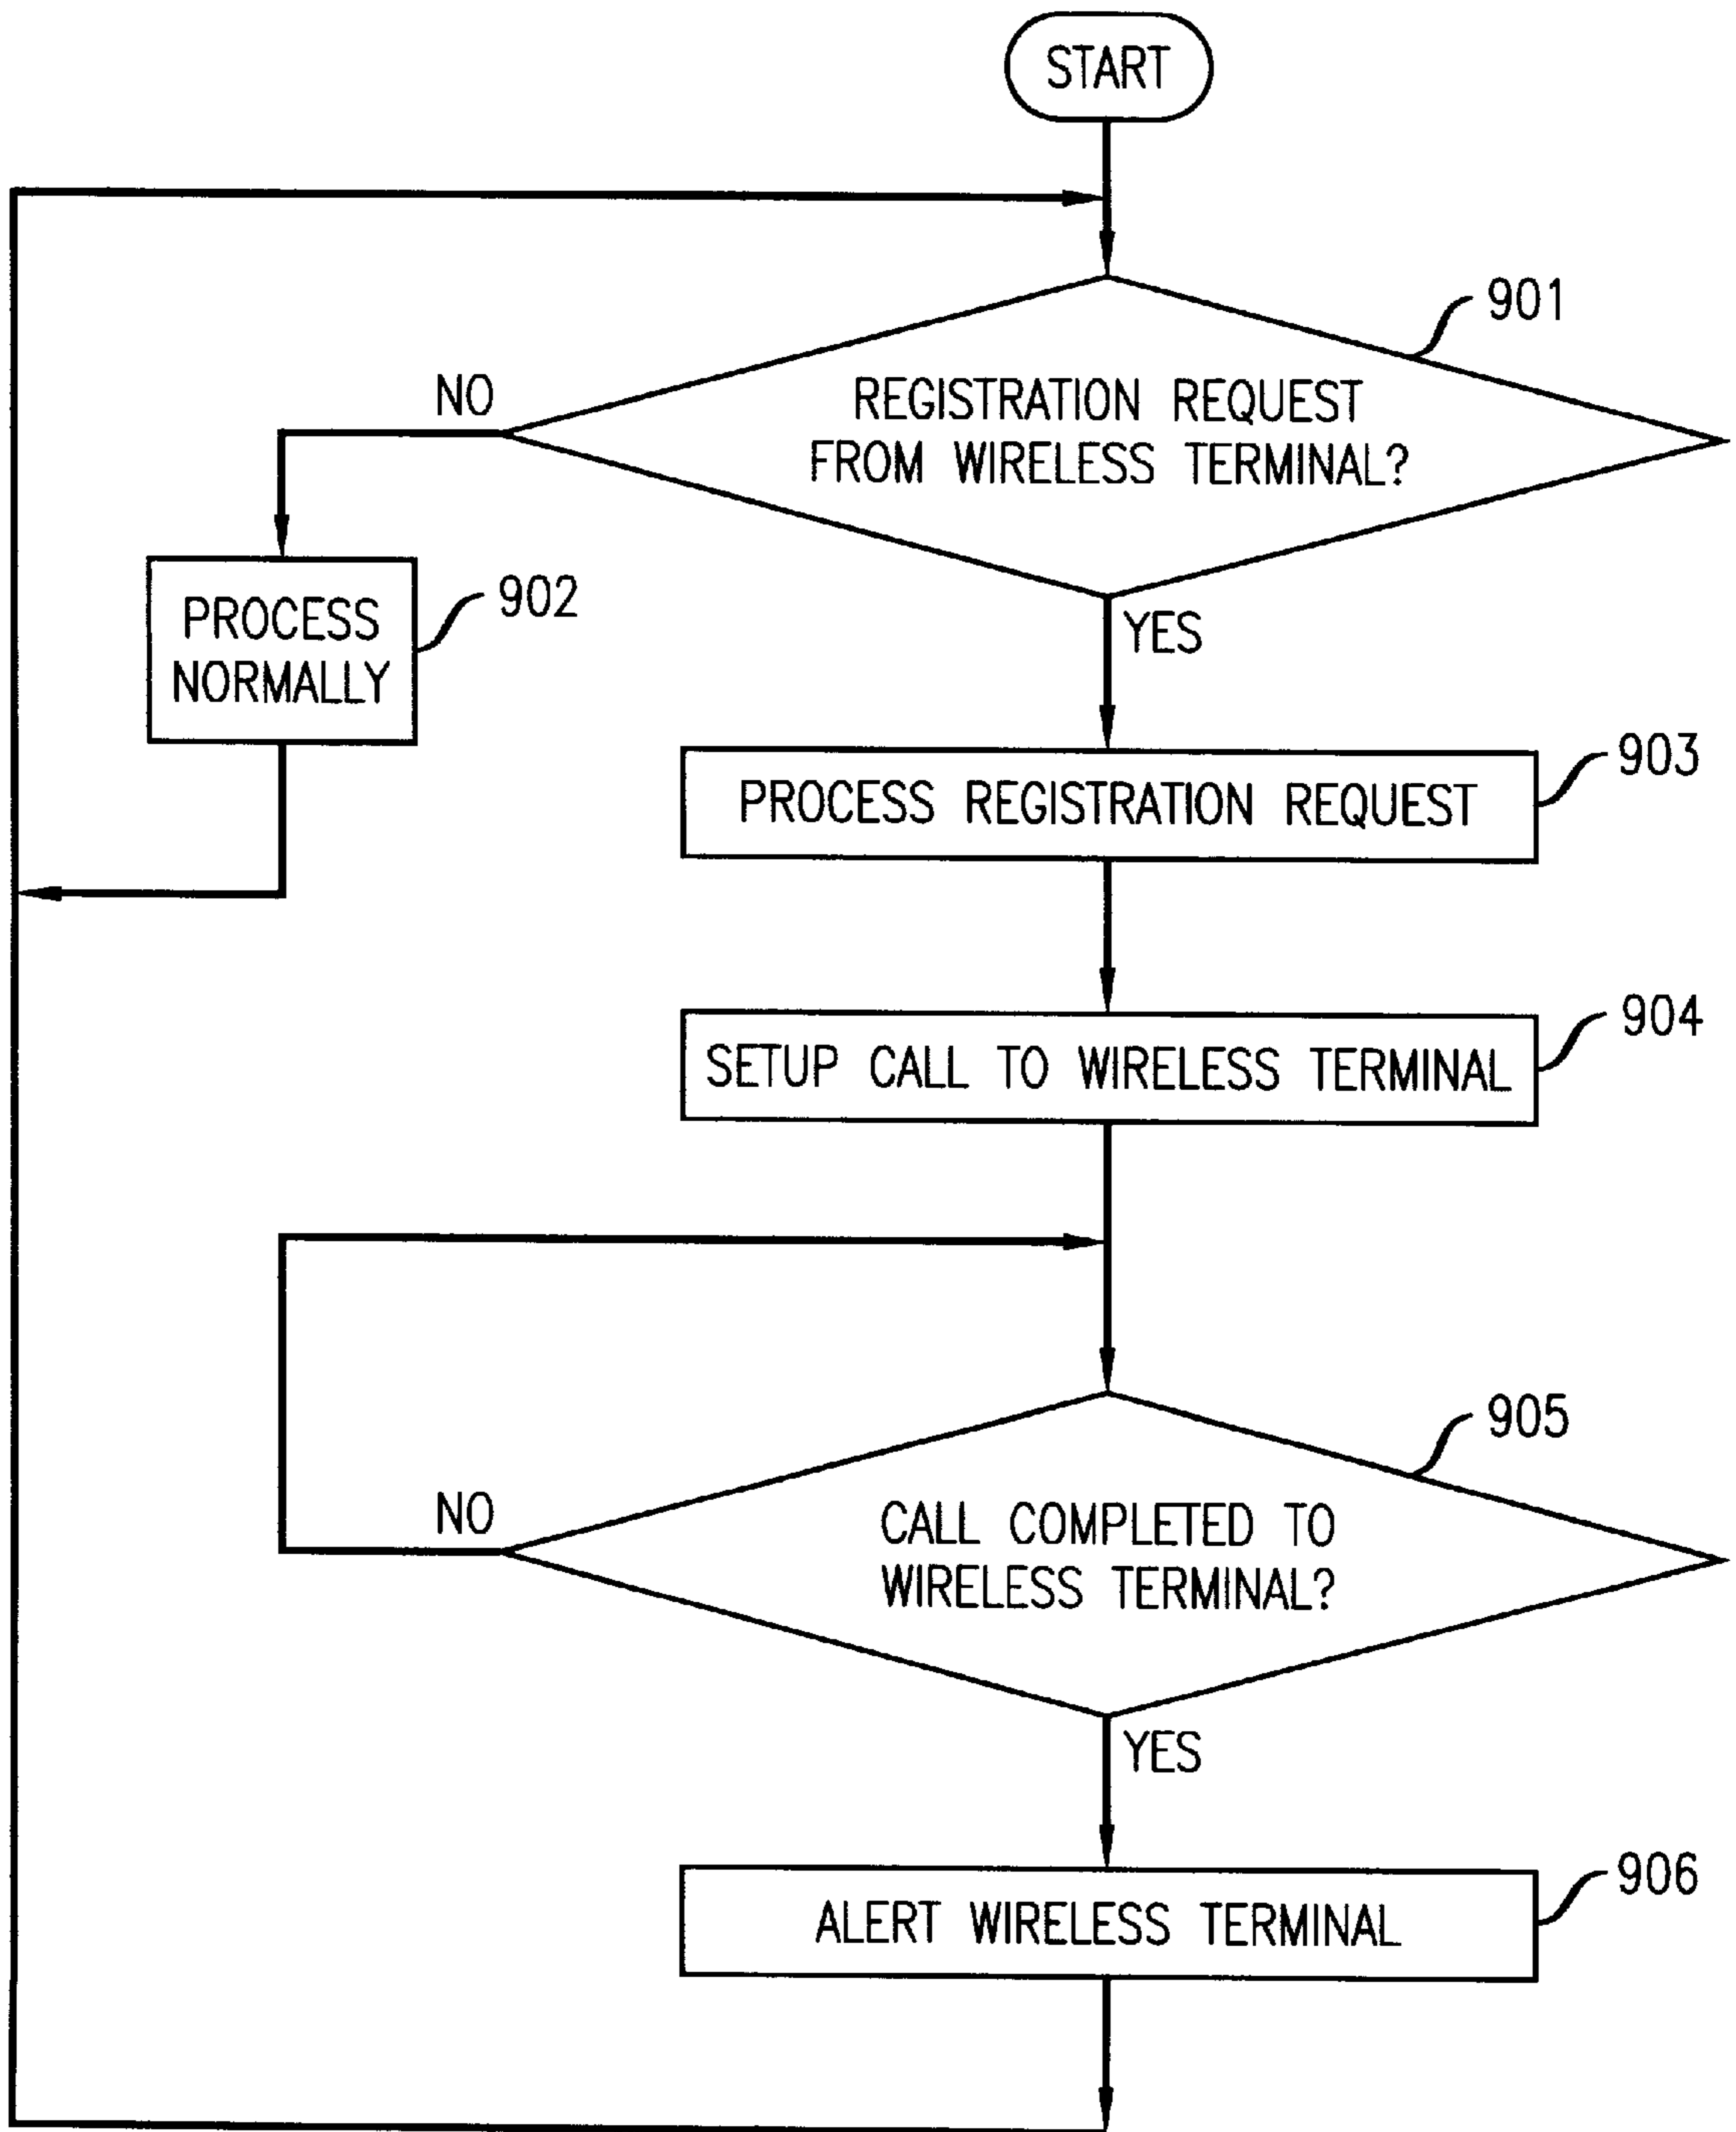 START
901
NO
REGISTRATION REQUEST
FROM WIRELESS TERMINAL?
PROCESS
NORMALLY
902
YES
903
PROCESS REGISTRATION REQUEST
904
SETUP CALL TO WIRELESS TERMINAL
905
NO
CALL COMPLETED TO
WIRELESS TERMINAL?
YES
906
ALERT WIRELESS TERMINAL